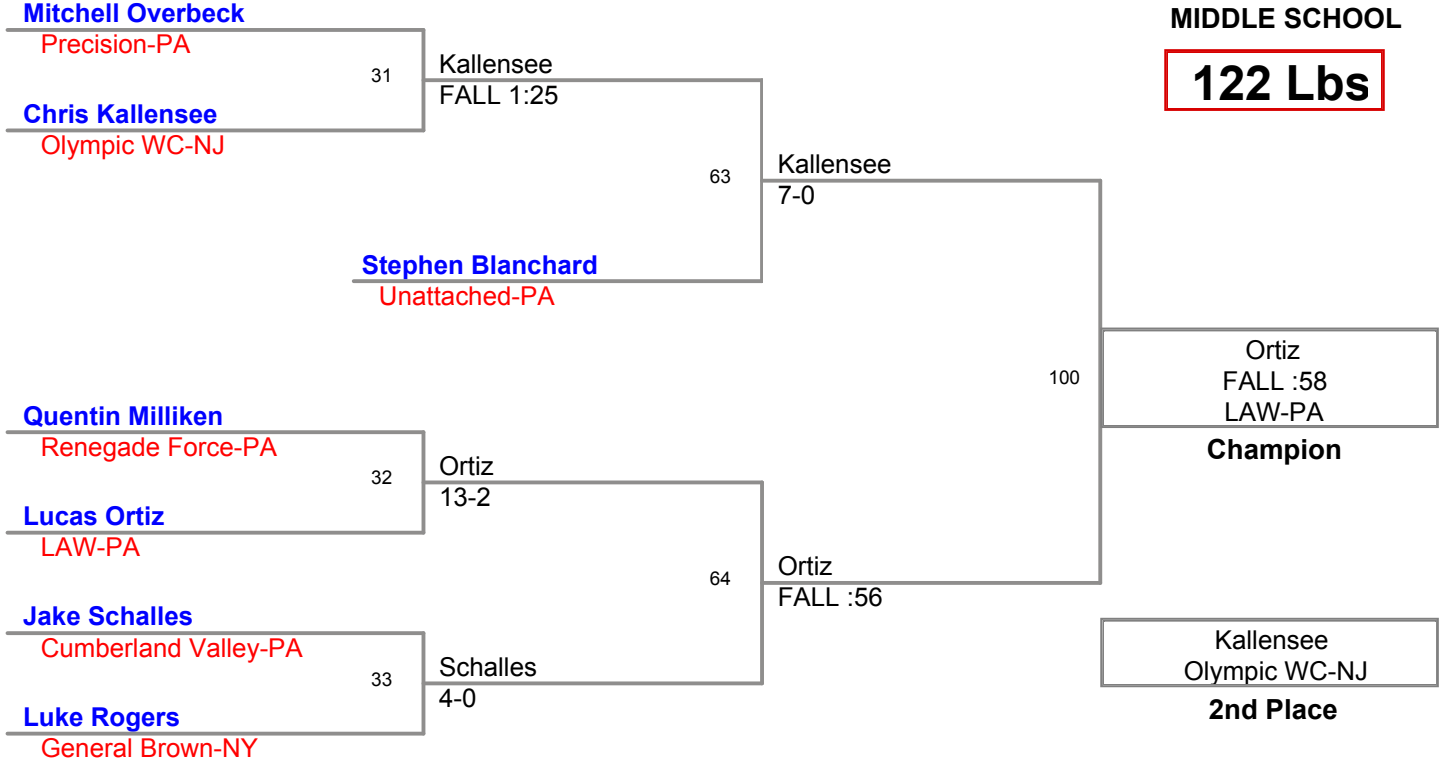 Mitchell Overbeck
Precision-PA
31
Kallensee
FALL 1:25
Chris Kallensee
Olympic WC-NJ
63
Kallensee
7-0
Stephen Blanchard
Unattached-PA
MIDDLE SCHOOL
122 Lbs
100
Ortiz
FALL :58
LAW-PA
Champion
Quentin Milliken
Renegade Force-PA
32
Ortiz
13-2
Lucas Ortiz
LAW-PA
64
Ortiz
FALL :56
Jake Schalles
Cumberland Valley-PA
33
Schalles
4-0
Luke Rogers
General Brown-NY
Kallensee
Olympic WC-NJ
2nd Place